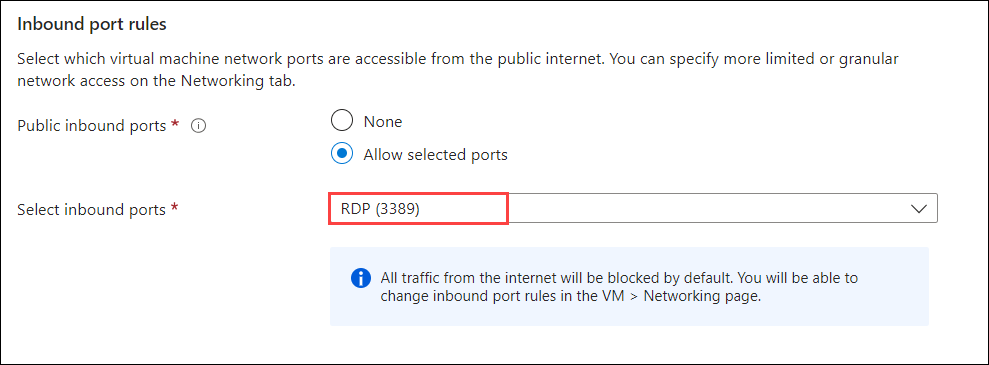 Inbound port rules
Select which virtual machine network ports are accessible from the public internet. You can specify more limited or granular
network access on the Networking tab.
Public inbound ports *
None
Allow selected ports
Select inbound ports *
RDP (3389)
All traffic from the internet will be blocked by default. You will be able to
change inbound port rules in the VM > Networking page.